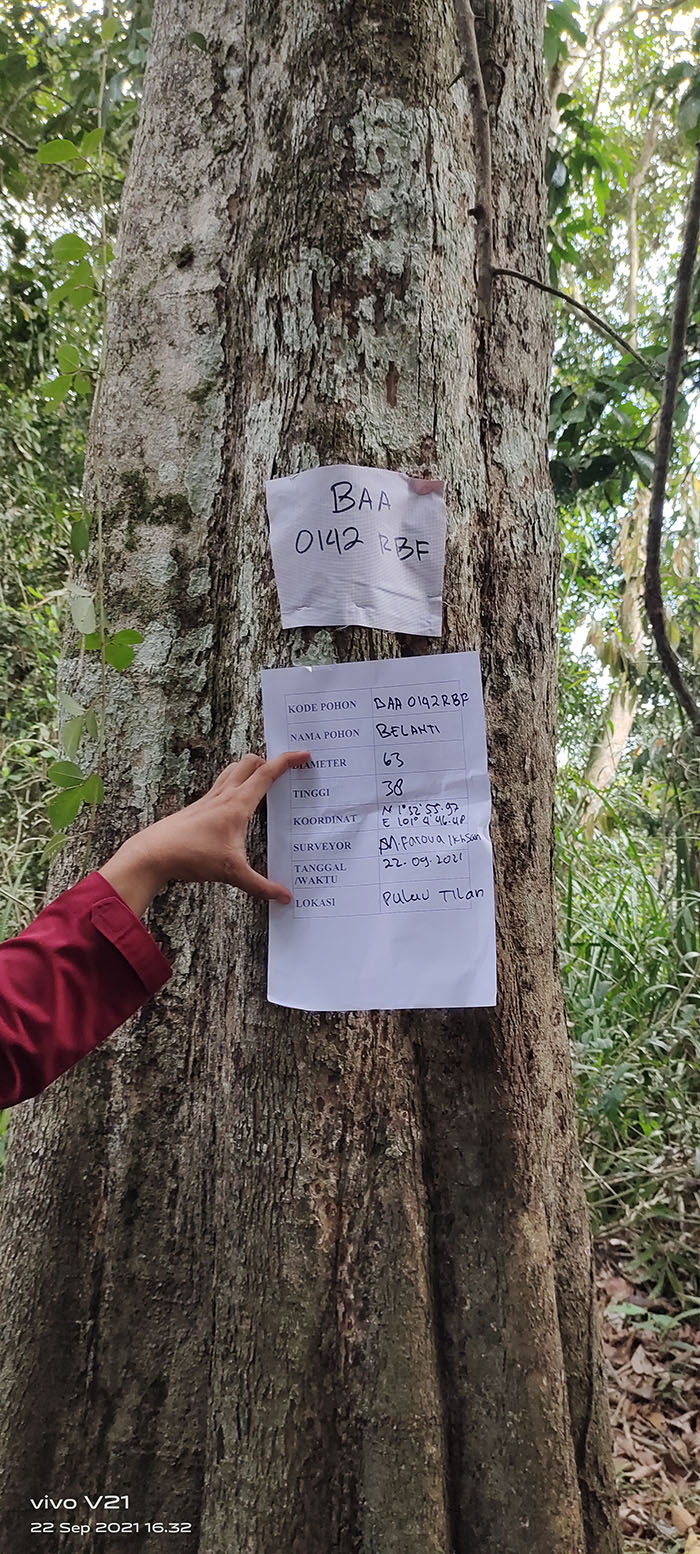 BAA
0142 RBF
KODE POHON BAA 0142RBF
NAMA POHON BELANTI
DIAMETER 63
TINGGI 38
KOORDINAT N 1°32'55.97
E 101°4'46.48
SURVEYOR M.Farova Ikhsan
TANGGAL 22.09.2021
/WAKTU
LOKASI Pulau Tilan
vivo V21
22 Sep 2021 16.32